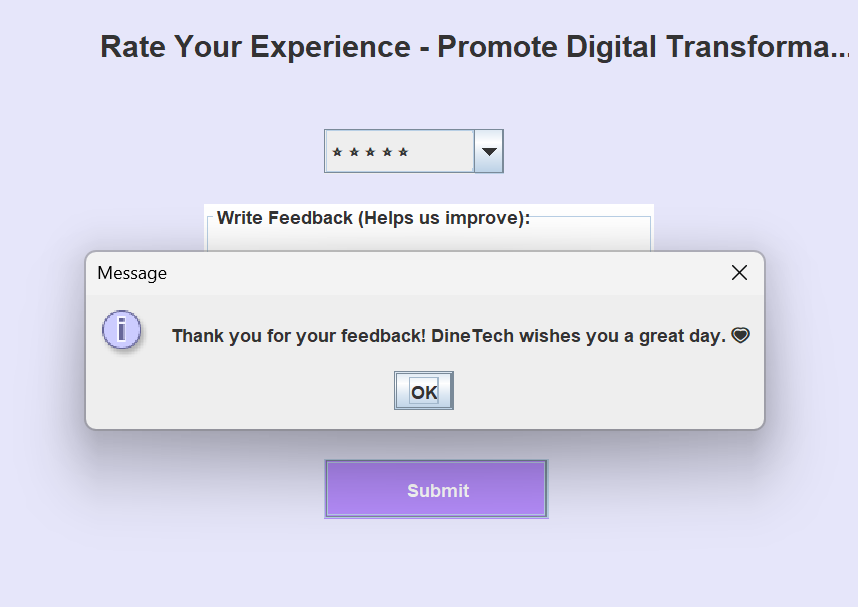 Rate Your Experience - Promote Digital Transforma...
★ ★ ★ ★ ★
Write Feedback (Helps us improve):
Message
Thank you for your feedback! DineTech wishes you a great day. 💜
OK
Submit